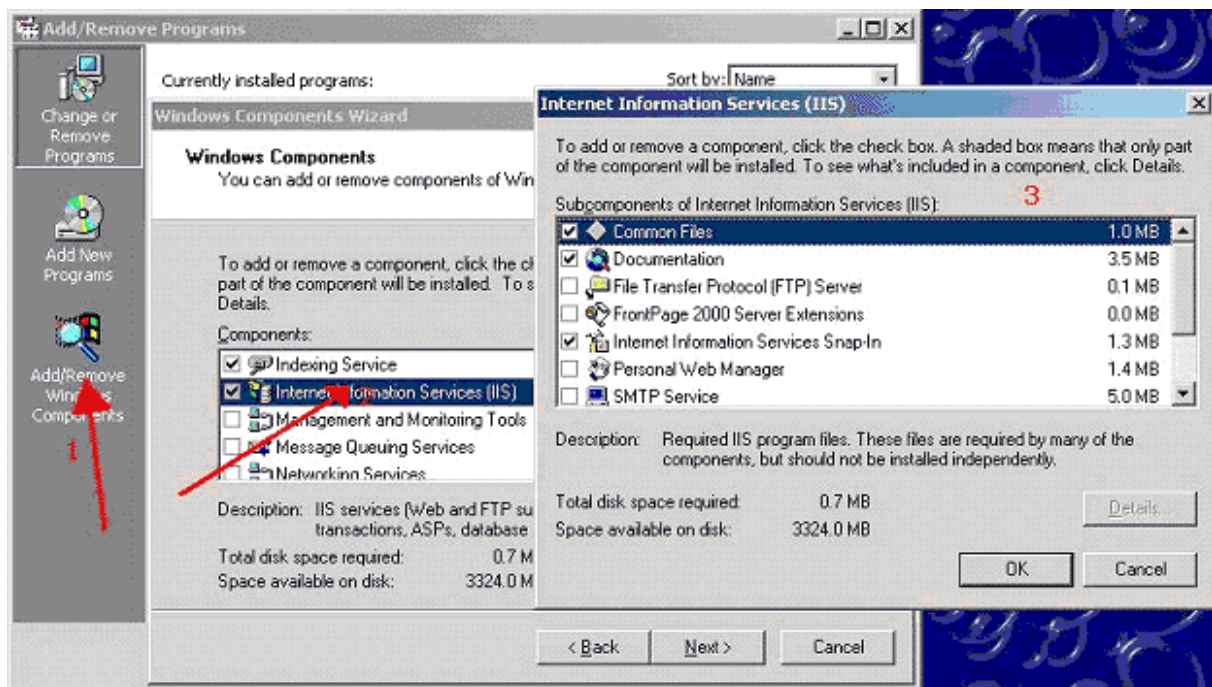 Add/Remove Programs
Change or
Remove
Programs
Add New
Programs
Add/Remove
Components
1
Currently installed programs:
Sort by: Name
Windows Components Wizard
Windows Components
You can add or remove components of Win
To add or remove a component, click the ch
part of the component will be installed. To s
Details.
Components:
Indexing Service
Internet Information Services (IIS)
Management and Monitoring Tools
Message Queuing Services
Networking Services
Description: IIS services (Web and FTP su
transactions, ASPs, database
Total disk space required: 0.7 M
Space available on disk: 3324.0 M
< Back
Next >
Cancel
Internet Information Services (IIS)
To add or remove a component, click the check box. A shaded box means that only part
of the component will be installed. To see what's included in a component, click Details.
3
Subcomponents of Internet Information Services (IIS):
Common Files 1.0 MB
Documentation 3.5 MB
File Transfer Protocol (FTP) Server 0.1 MB
FrontPage 2000 Server Extensions 0.0 MB
Internet Information Services Snap-In 1.3 MB
Personal Web Manager 1.4 MB
SMTP Service 5.0 MB
Description: Required IIS program files. These files are required by many of the
components, but should not be installed independently.
Total disk space required: 0.7 MB
Space available on disk: 3324.0 MB
Details...
OK
Cancel